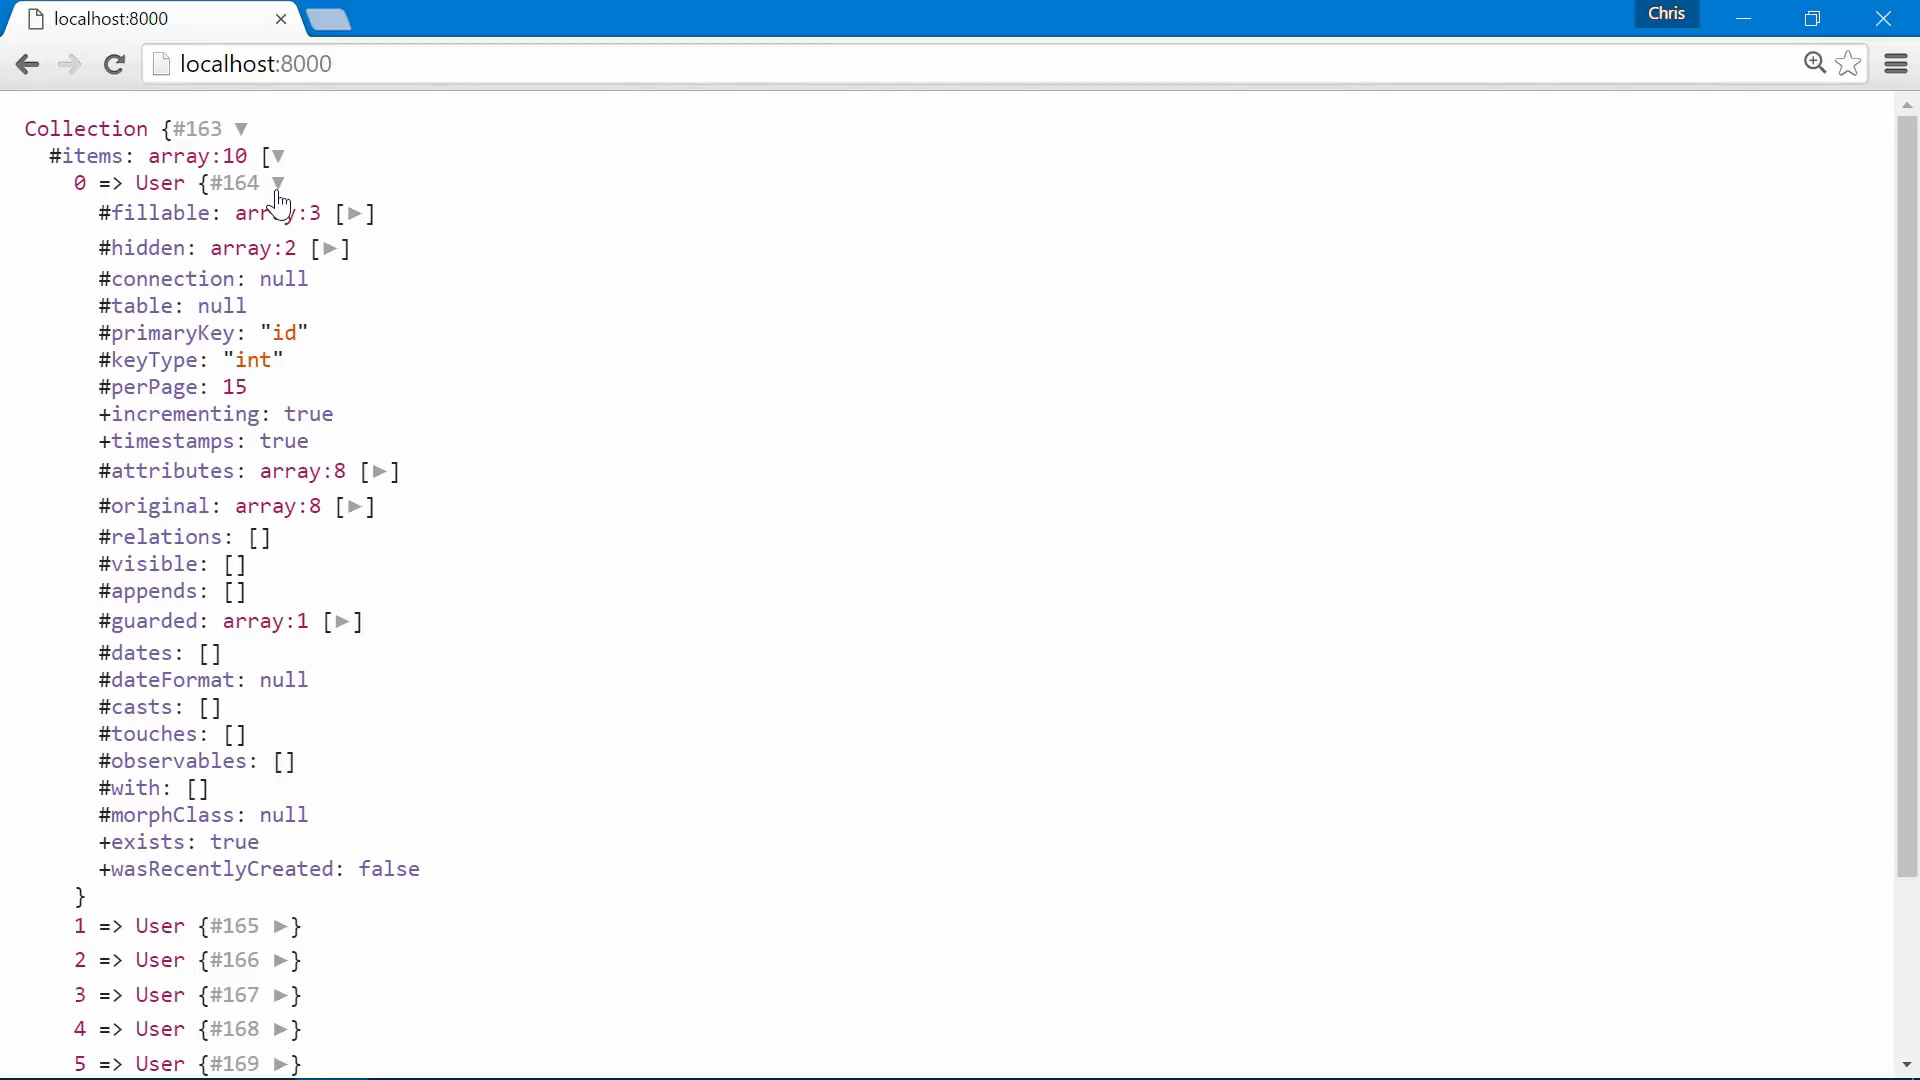 localhost:8000
Chris
localhost:8000
Collection {#163 ▼
#items: array:10 [▼
0 => User {#164 ▼
#fillable: array:3 [▶]
#hidden: array:2 [▶]
#connection: null
#table: null
#primaryKey: "id"
#keyType: "int"
#perPage: 15
+incrementing: true
+timestamps: true
#attributes: array:8 [▶]
#original: array:8 [▶]
#relations: []
#visible: []
#appends: []
#guarded: array:1 [▶]
#dates: []
#dateFormat: null
#casts: []
#touches: []
#observables: []
#with: []
#morphClass: null
+exists: true
+wasRecentlyCreated: false
}
1 => User {#165 ▶}
2 => User {#166 ▶}
3 => User {#167 ▶}
4 => User {#168 ▶}
5 => User {#169 ▶}